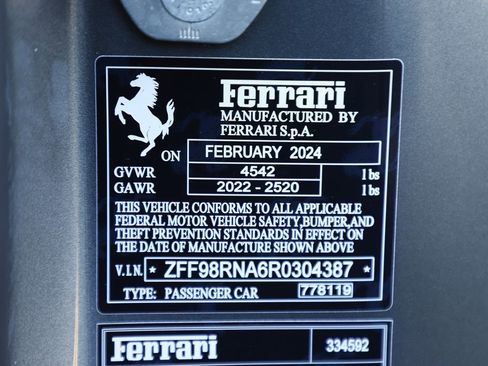 Ferrari
MANUFACTURED BY
FERRARI S.p.A.
ON FEBRUARY 2024
GVWR 4542 lbs
GAWR 2022 - 2520 lbs
THIS VEHICLE CONFORMS TO ALL APPLICABLE
FEDERAL MOTOR VEHICLE SAFETY,BUMPER,AND
THEFT PREVENTION STANDARDS IN EFFECT ON
THE DATE OF MANUFACTURE SHOWN ABOVE
V.I.N. * ZFF98RNA6R0304387 *
TYPE: PASSENGER CAR 778119
Ferrari 334592